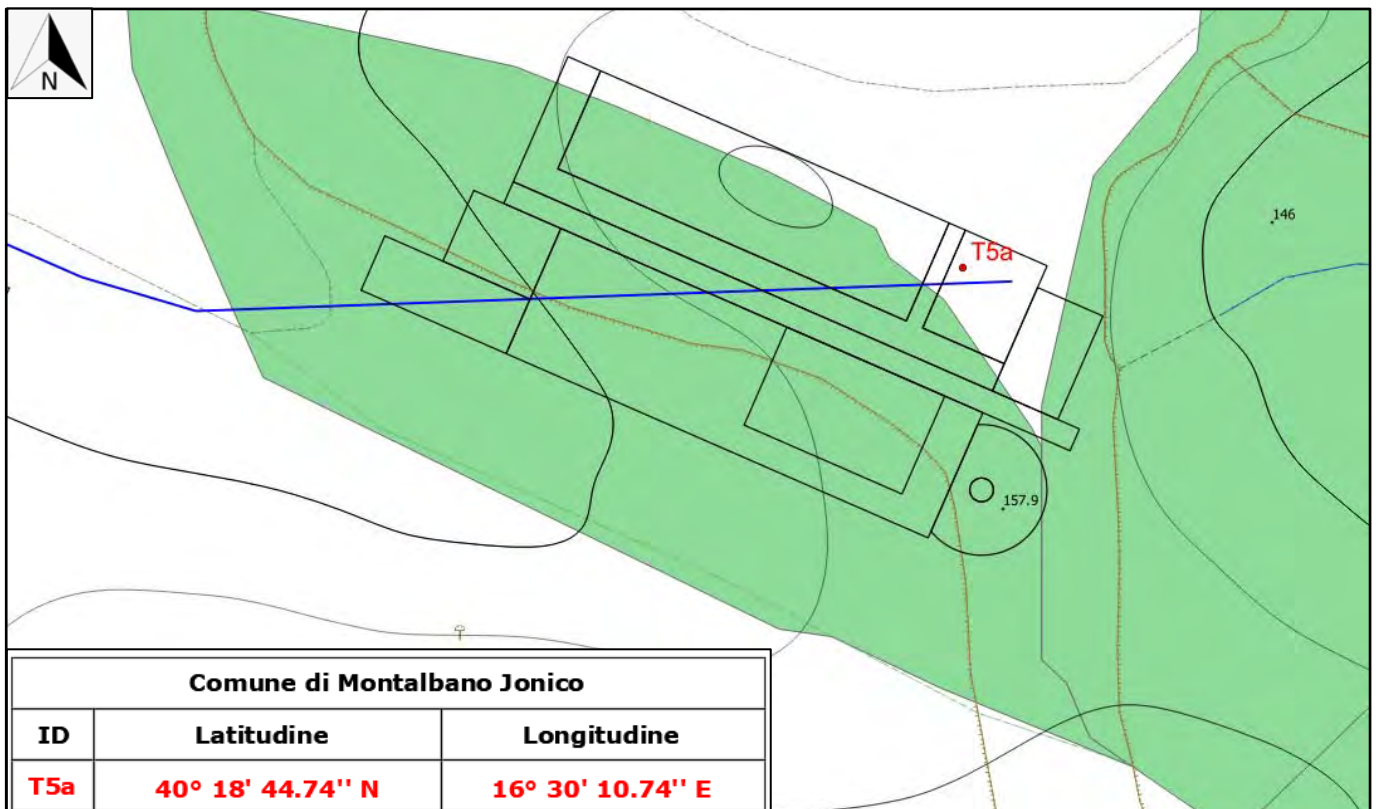 N
T5a
146
157.9
Comune di Montalbano Jonico
ID Latitudine Longitudine
T5a 40° 18' 44.74'' N 16° 30' 10.74'' E